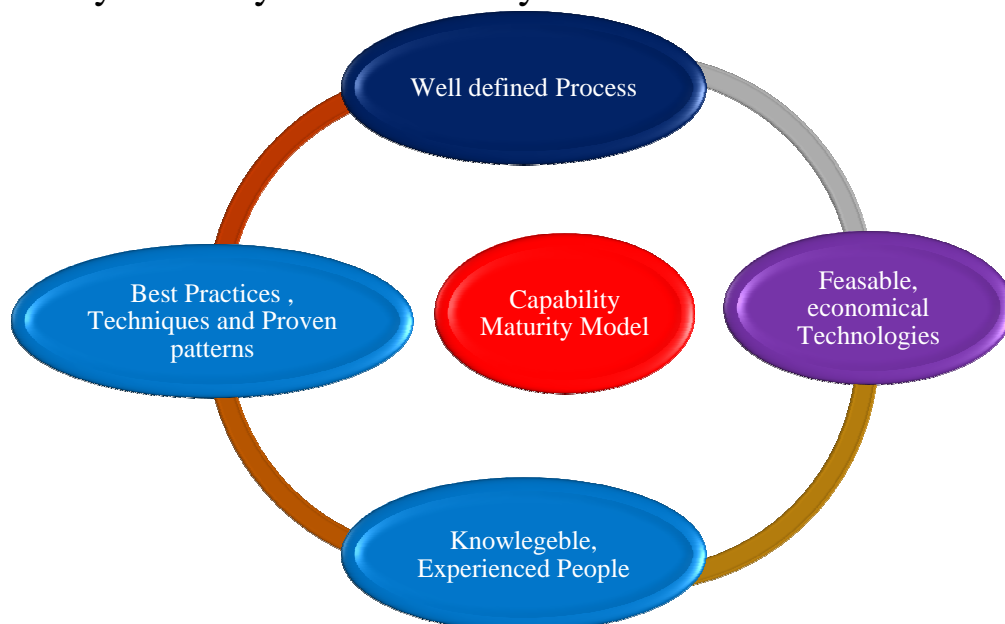 Well defined Process
Best Practices ,
Techniques and Proven
patterns
Capability
Maturity Model
Feasable,
economical
Technologies
Knowlegeble,
Experienced People